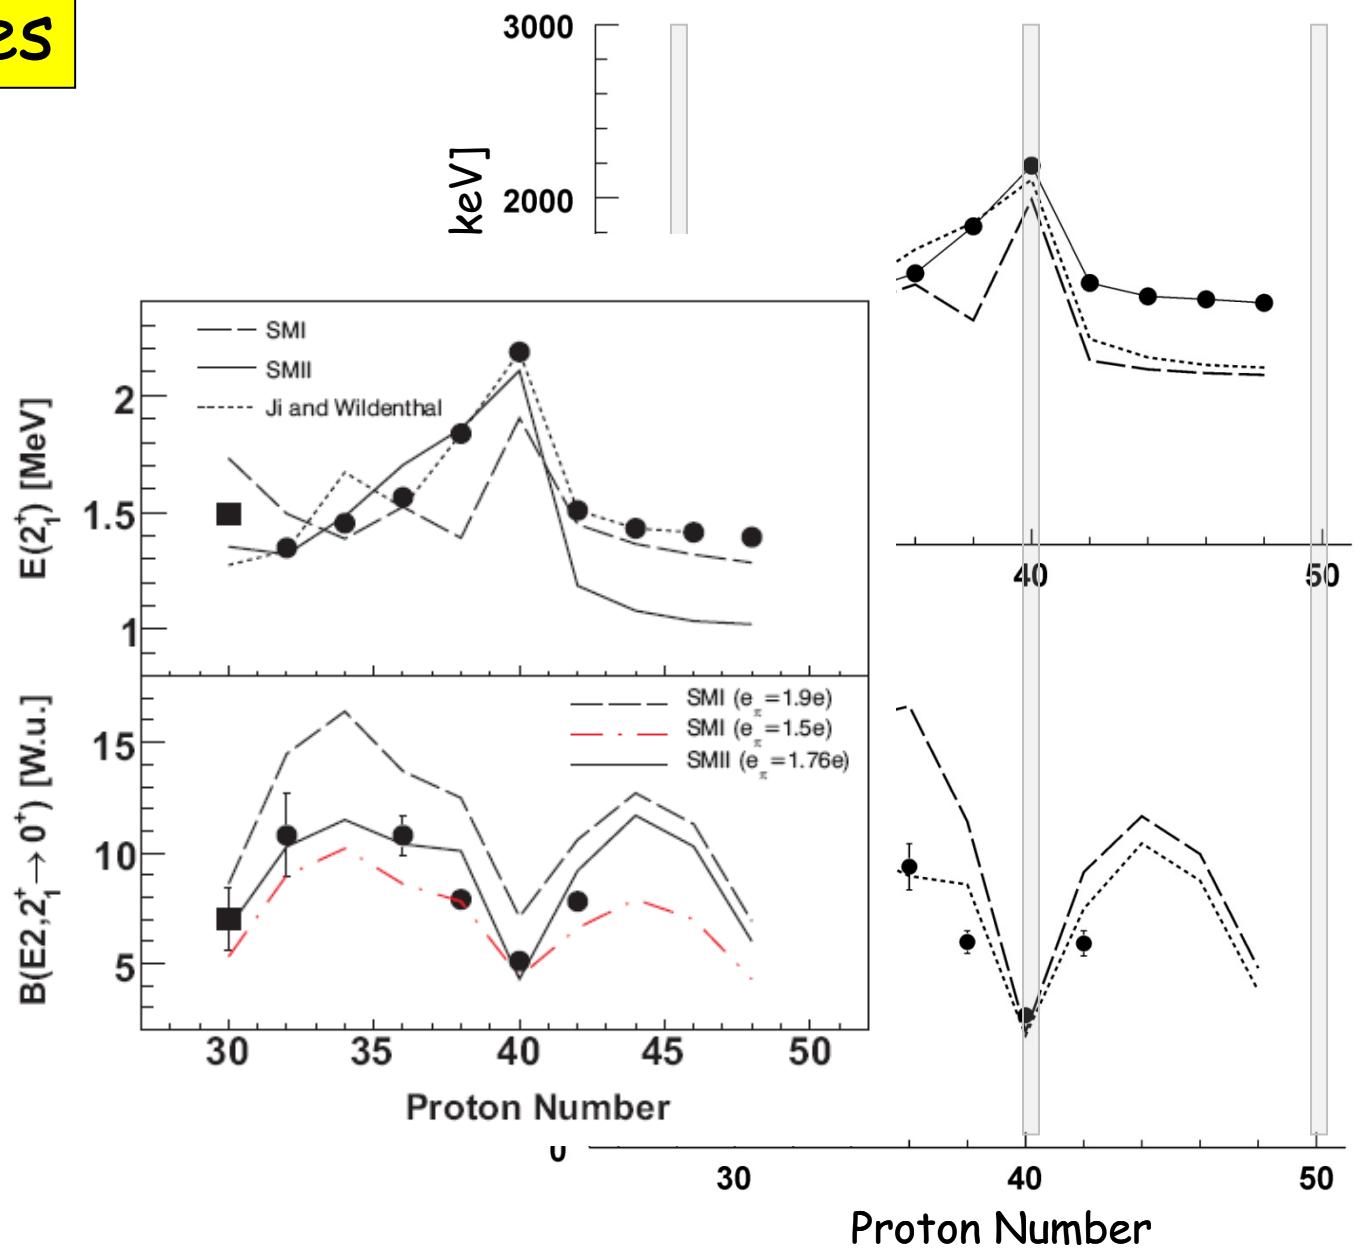 es
3000
keV]
2000
SMI
SMII
Ji and Wildenthal
E(2⁺₁) [MeV]
2
1.5
1
40
50
SMI (eπ=1.9e)
SMI (eπ=1.5e)
SMII (eπ=1.76e)
B(E2,2⁺₁→0⁺) [W.u.]
15
10
5
30
35
40
45
50
Proton Number
0
30
40
50
Proton Number